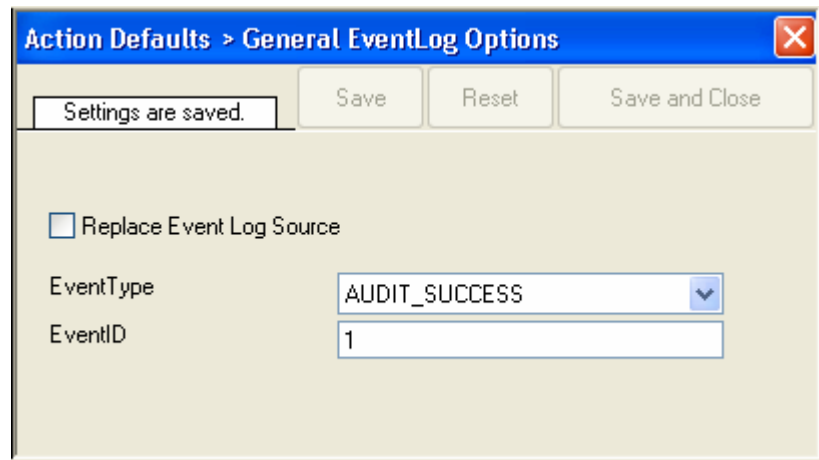 Action Defaults > General EventLog Options
Settings are saved. Save Reset Save and Close
Replace Event Log Source
EventType AUDIT_SUCCESS
EventID 1